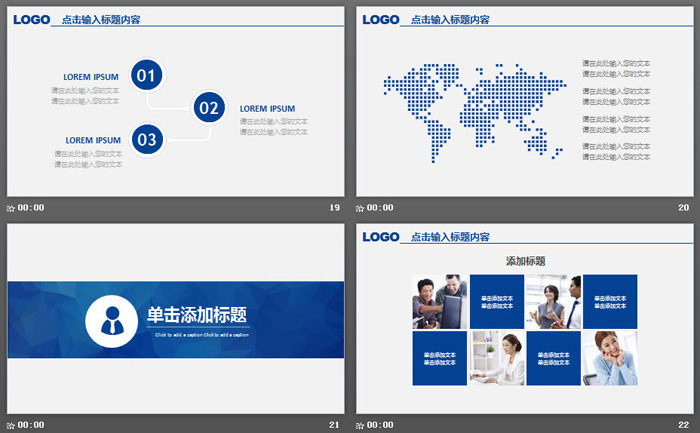 LOGO 点击输入标题内容
LOREM IPSUM
请在此处输入您的文本
请在此处输入您的文本
01
02
LOREM IPSUM
请在此处输入您的文本
请在此处输入您的文本
LOREM IPSUM
请在此处输入您的文本
请在此处输入您的文本
03
00:00
19
请在此处输入您的文本
请在此处输入您的文本
请在此处输入您的文本
请在此处输入您的文本
请在此处输入您的文本
请在此处输入您的文本
请在此处输入您的文本
请在此处输入您的文本
00:00
20
单击添加标题
Click to add a caption Click to add a caption
00:00
21
LOGO 点击输入标题内容
添加标题
单击添加文本
单击添加文本
单击添加文本
单击添加文本
单击添加文本
单击添加文本
单击添加文本
单击添加文本
00:00
22